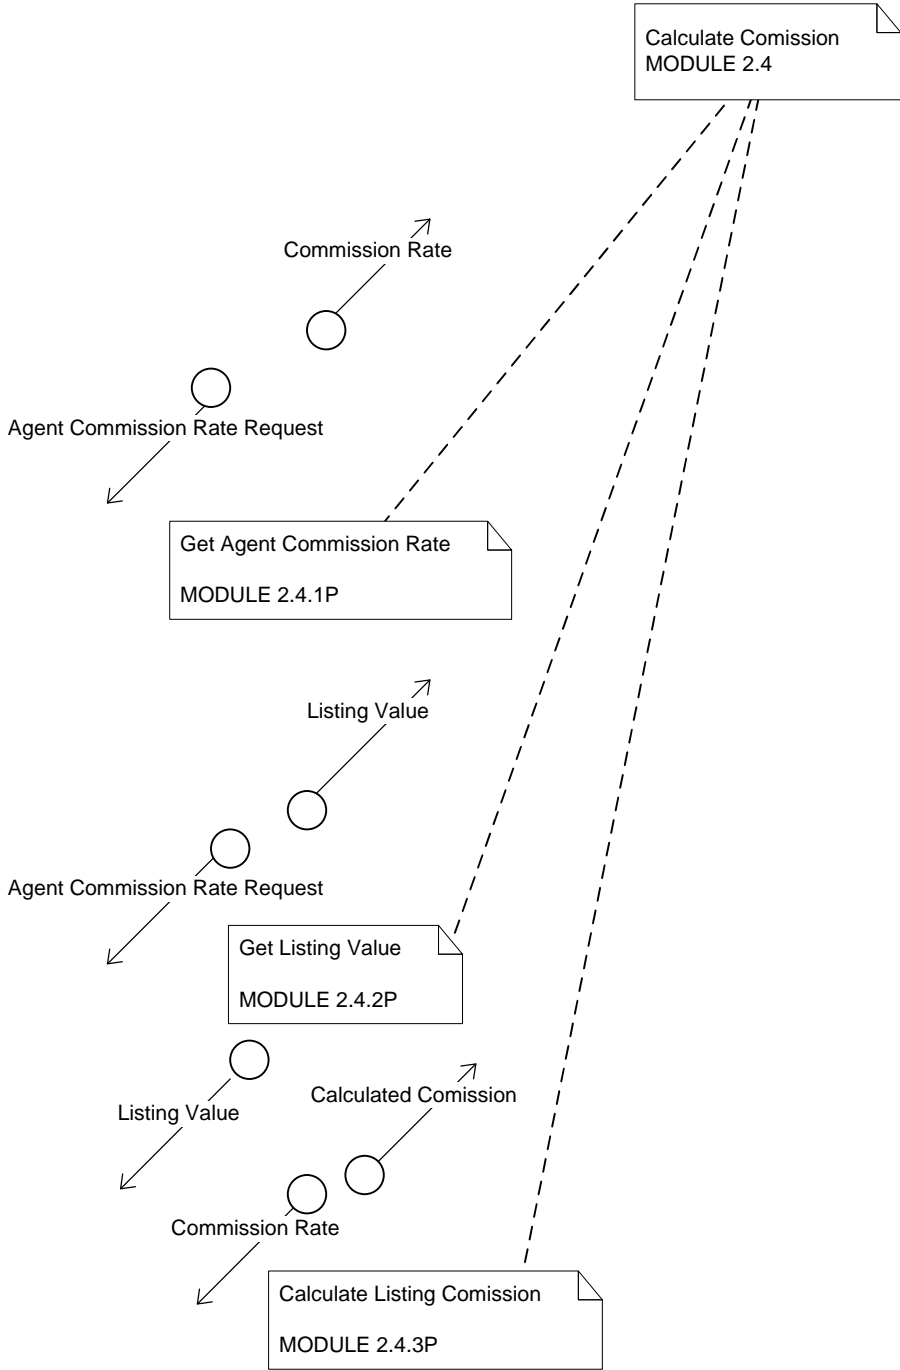 Calculate Comission
MODULE 2.4
Commission Rate
Agent Commission Rate Request
Get Agent Commission Rate
MODULE 2.4.1P
Listing Value
Agent Commission Rate Request
Get Listing Value
MODULE 2.4.2P
Calculated Comission
Listing Value
Commission Rate
Calculate Listing Comission
MODULE 2.4.3P